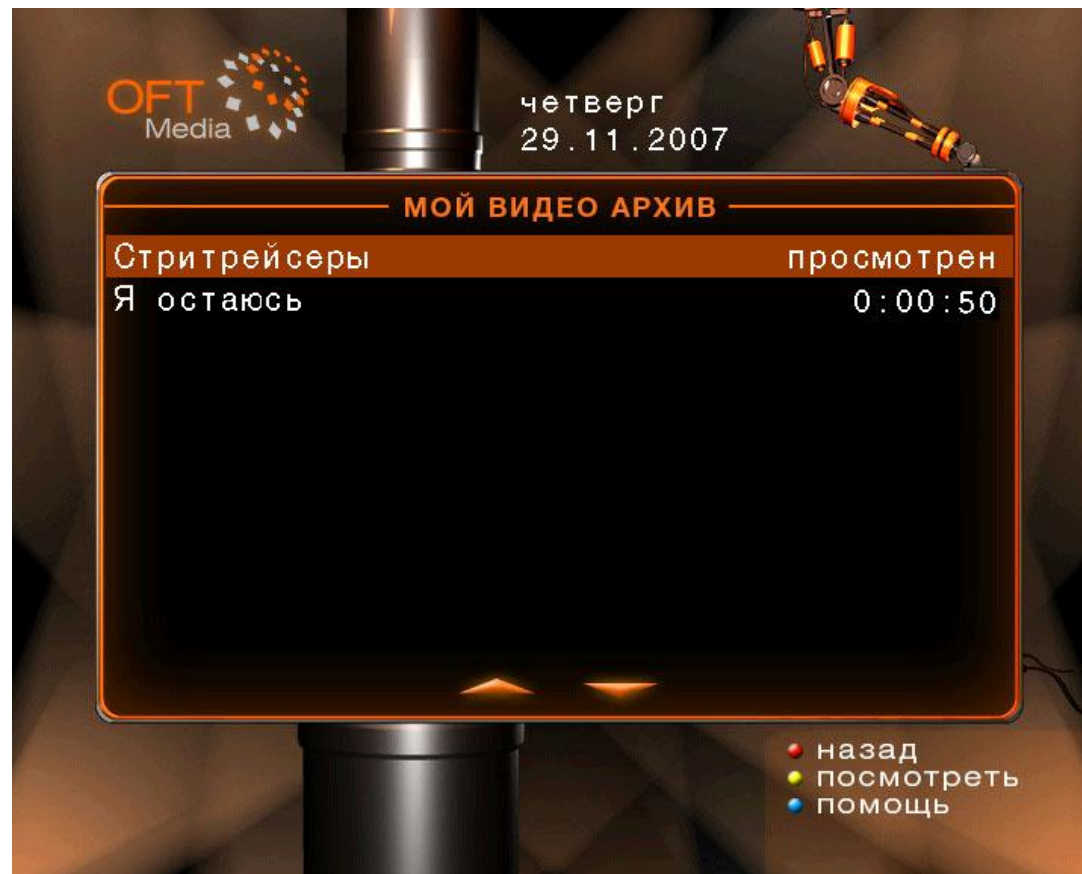 OFT
Media
четверг
29.11.2007
МОЙ ВИДЕО АРХИВ
Стритрейсеры просмотрен
Я остаюсь 0:00:50
назад
посмотреть
помощь